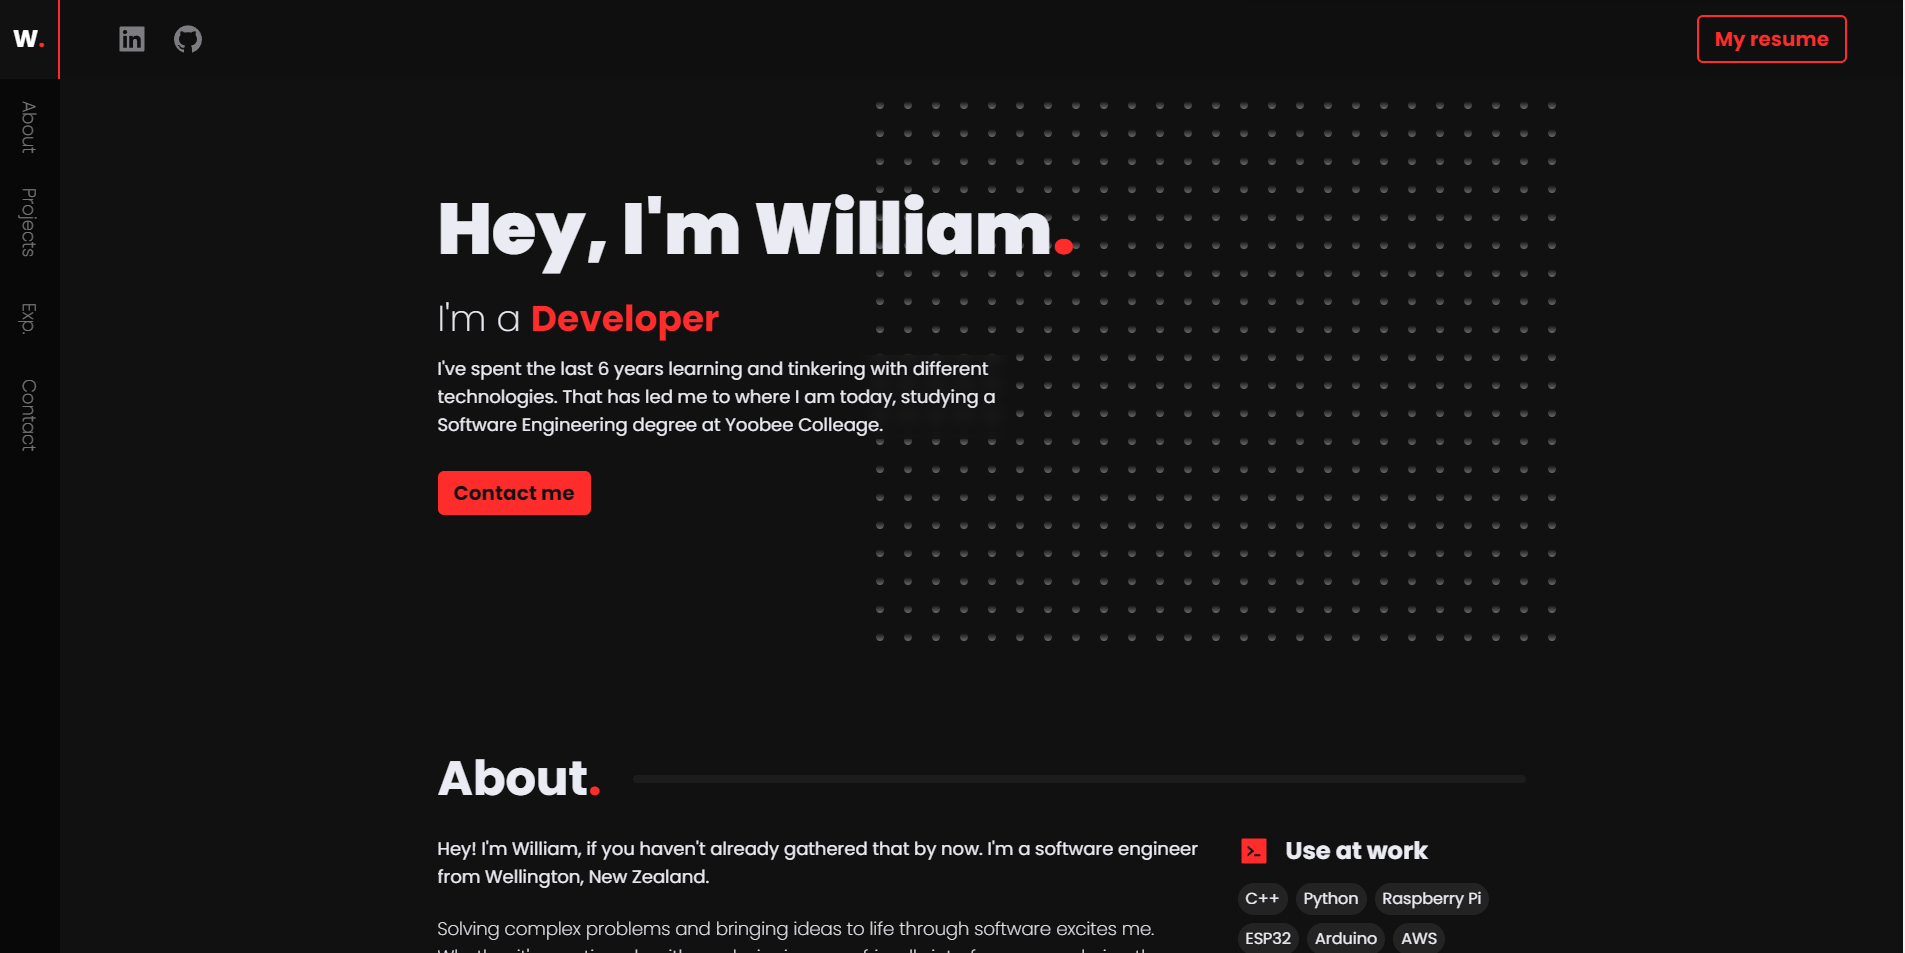 W.
My resume
About
Projects
Exp.
Contact
Hey, I'm William.
I'm a Developer
I've spent the last 6 years learning and tinkering with different
technologies. That has led me to where I am today, studying a
Software Engineering degree at Yoobee Colleage.
Contact me
About.
Hey! I'm William, if you haven't already gathered that by now. I'm a software engineer
from Wellington, New Zealand.
Solving complex problems and bringing ideas to life through software excites me.
Use at work
C++ Python Raspberry Pi
ESP32 Arduino AWS